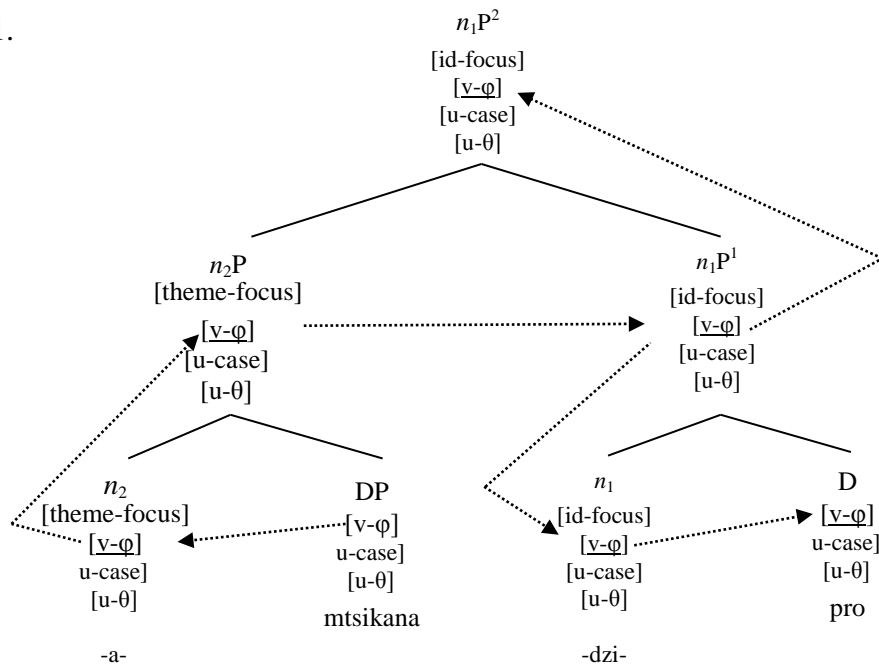 1.
n₁P²
[id-focus]
[v-φ]
[u-case]
[u-θ]
n₂P
[theme-focus]
[v-φ]
[u-case]
[u-θ]
n₁P¹
[id-focus]
[v-φ]
[u-case]
[u-θ]
n₂
[theme-focus]
[v-φ]
u-case]
[u-θ]
-a-
DP
[v-φ]
u-case]
[u-θ]
mtsikana
n₁
[id-focus]
[v-φ]
[u-case]
[u-θ]
-dzi-
D
[v-φ]
u-case]
[u-θ]
pro